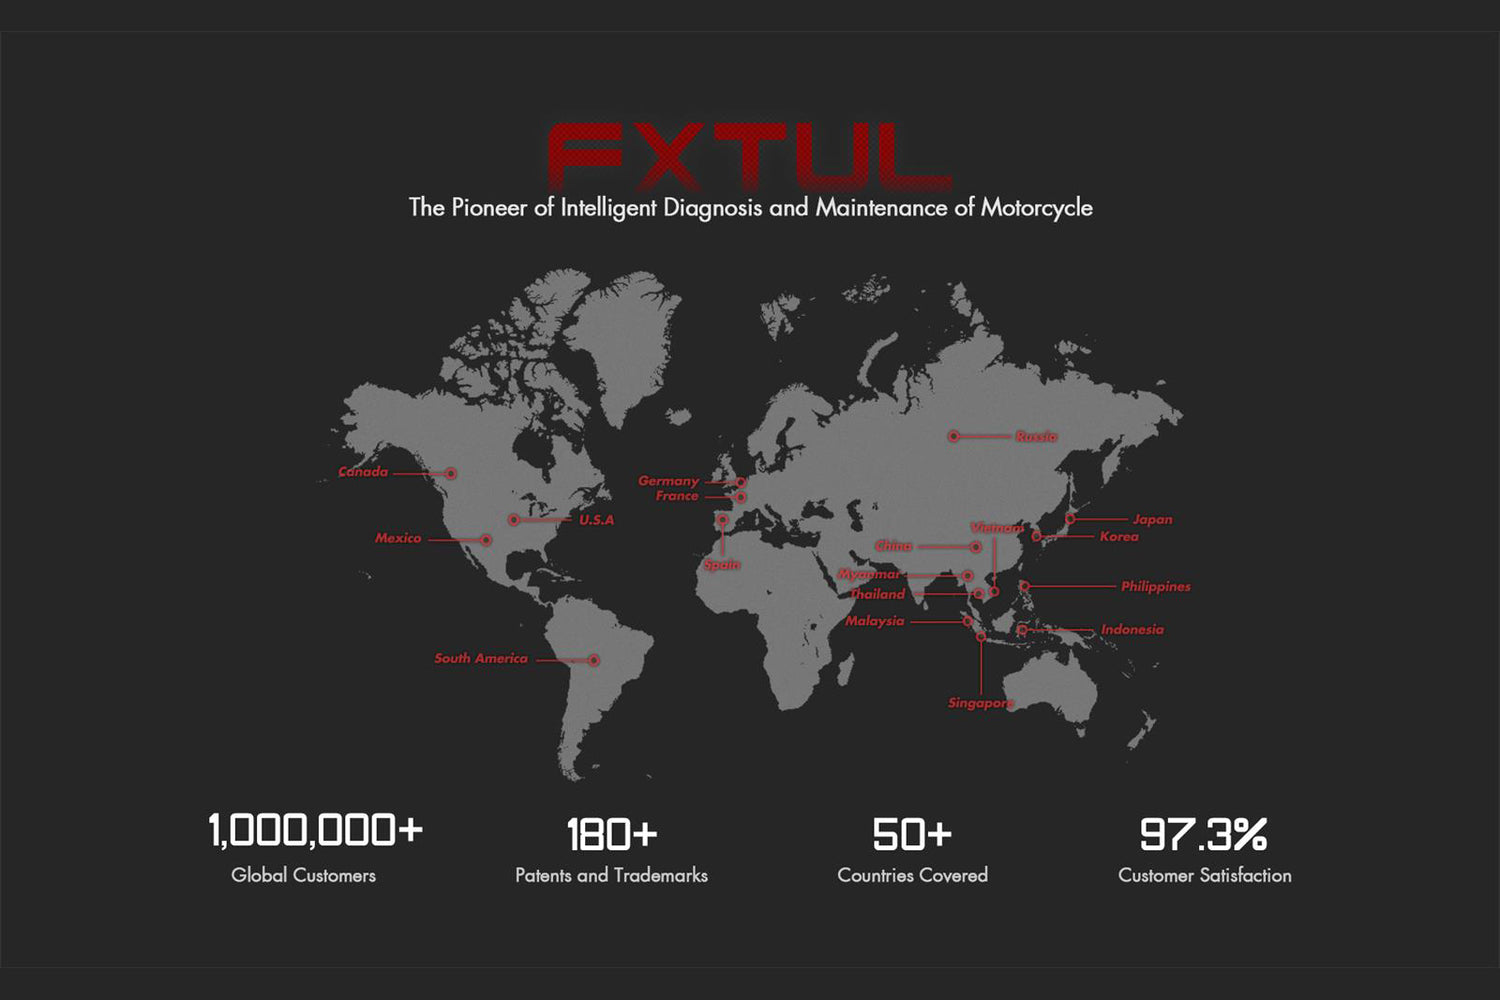 FXTUL
The Pioneer of Intelligent Diagnosis and Maintenance of Motorcycle
Canada
Germany
France
Russia
U.S.A
Mexico
Spain
Vietnam
China
Japan
Korea
Myanmar
Thailand
Philippines
Malaysia
Indonesia
South America
Singapore
1,000,000+
Global Customers
180+
Patents and Trademarks
50+
Countries Covered
97.3%
Customer Satisfaction